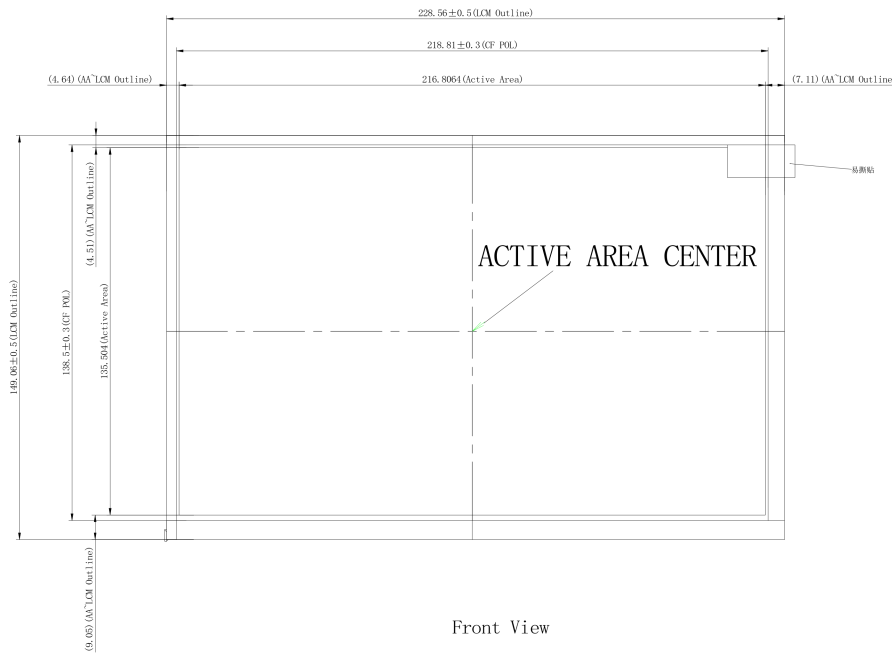 228.56±0.5(LCM Outline)
218.81±0.3(CF POL)
(4.64)(AA~LCM Outline)
216.8064(Active Area)
(7.11)(AA~LCM Outline
易撕贴
(4.51)(AA~LCM Outline)
ACTIVE AREA CENTER
149.06±0.5(LCM Outline)
138.5±0.3(CF POL)
135.504(Active Area)
(9.05)(AA~LCM Outline)
Front View